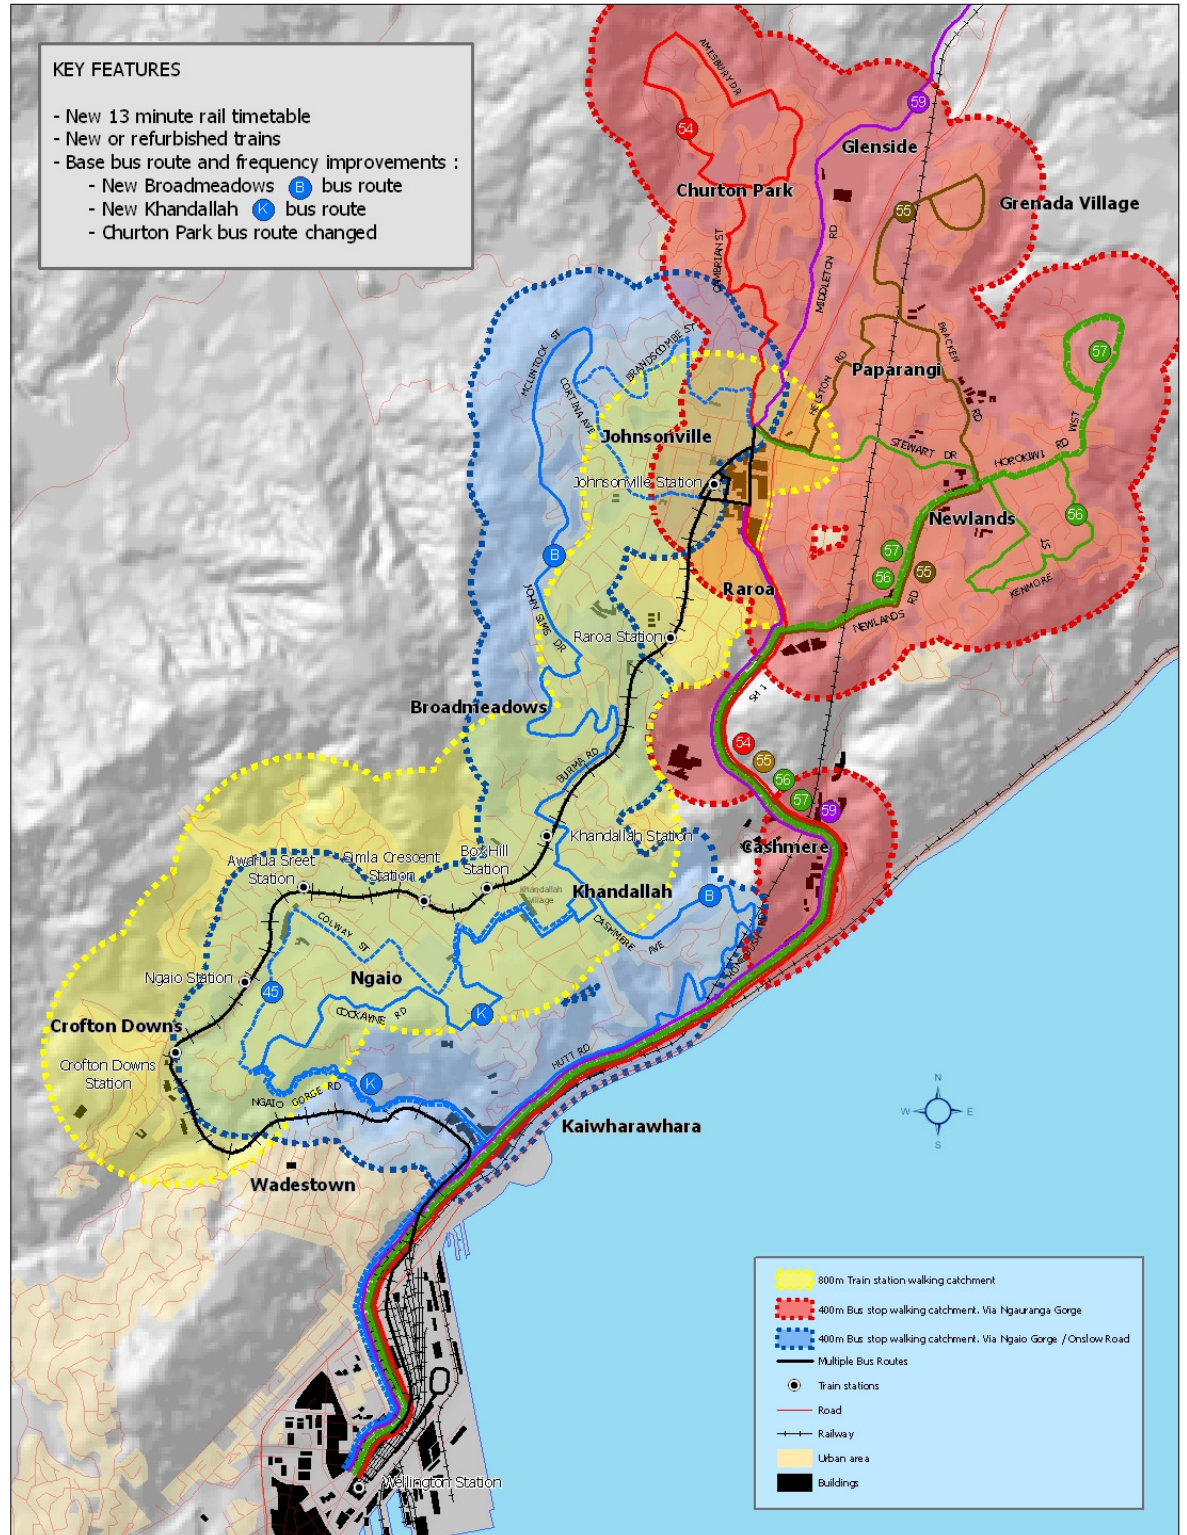 KEY FEATURES
- New 13 minute rail timetable
- New or refurbished trains
- Base bus route and frequency improvements :
- New Broadmeadows B bus route
- New Khandallah K bus route
- Churton Park bus route changed
AMESBURY DR
59
54
Glenside
Churton Park
55
Grenada Village
CAMBRIAN ST
MIDDLETON RD
MCLINTOCK ST
BRANDSCOMBE ST
CORTINA AVE
HELSTON RD
BRACKEN RD
Paparangi
57
Johnsonville
STEWART DR
HOROKIWI RD
Johnsonville Station
Newlands
56
B
57
56
55
KENMORE ST
Raroa
NEWLANDS RD
JOHN SIMS DR
Raroa Station
SM 1
Broadmeadows
54
55
56
57
59
BURMA RD
Khandallah Station
Cashmere
Awarua Sreet
Station
Simla Crescent
Station
Box Hill
Station
Khandallah
Village
Khandallah
B
CASHMERE AVE
COLWAY ST
Ngaio Station
Ngaio
45
COCKAYNE RD
K
Crofton Downs
Crofton Downs
Station
HUTT RD
NGAIO GORGE RD
K
Kaiwharawhara
Wadestown
N
W
E
S
Wellington Station
800m Train station walking catchment
400m Bus stop walking catchment. Via Ngauranga Gorge
400m Bus stop walking catchment. Via Ngaio Gorge / Onslow Road
Multiple Bus Routes
Train stations
Road
Railway
Urban area
Buildings